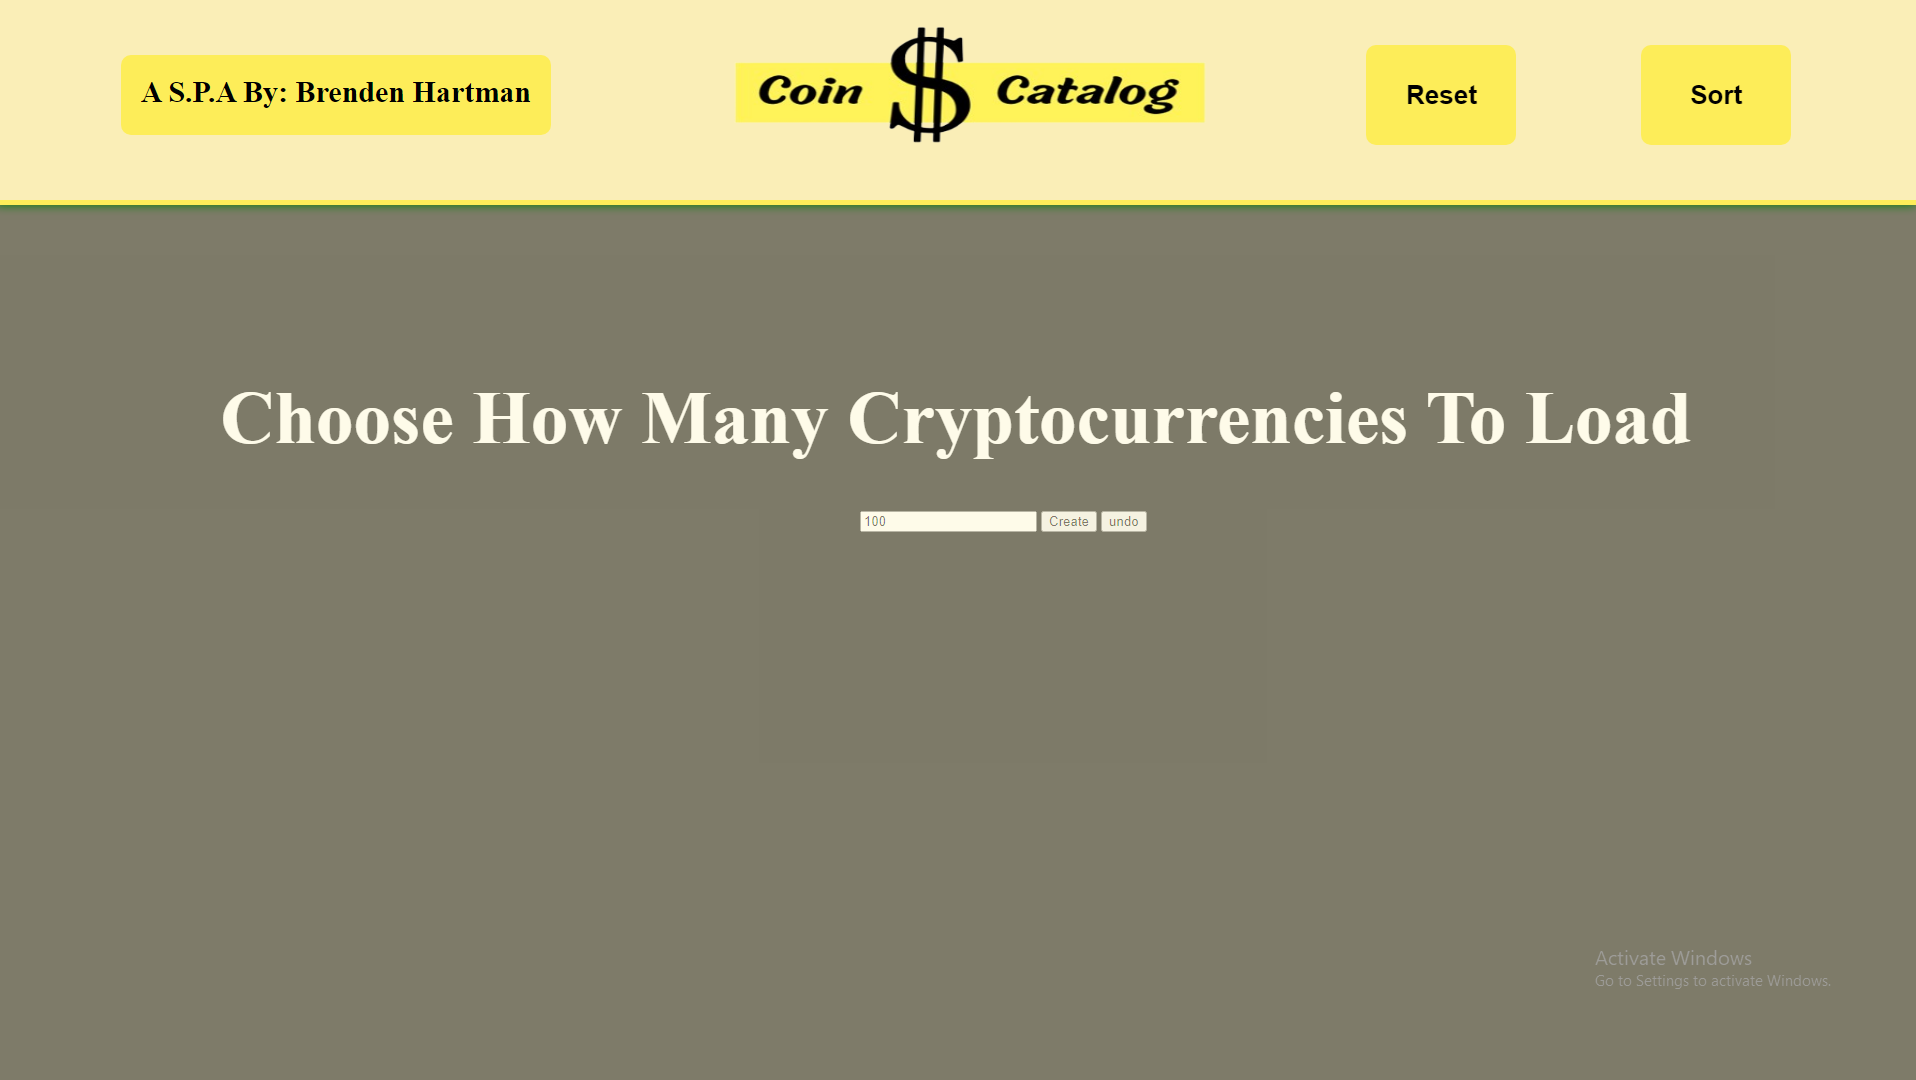 A S.P.A By: Brenden Hartman
Coin $ Catalog
Reset
Sort
Choose How Many Cryptocurrencies To Load
100
Create
undo
Activate Windows
Go to Settings to activate Windows.